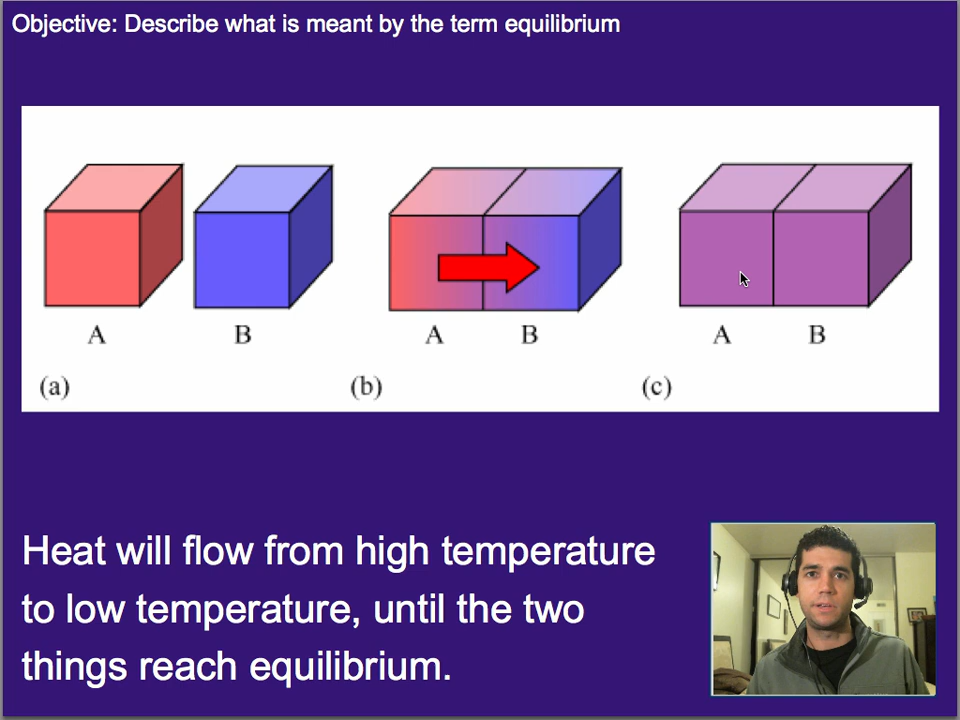 Objective: Describe what is meant by the term equilibrium
A B A B A B
(a) (b) (c)
Heat will flow from high temperature
to low temperature, until the two
things reach equilibrium.